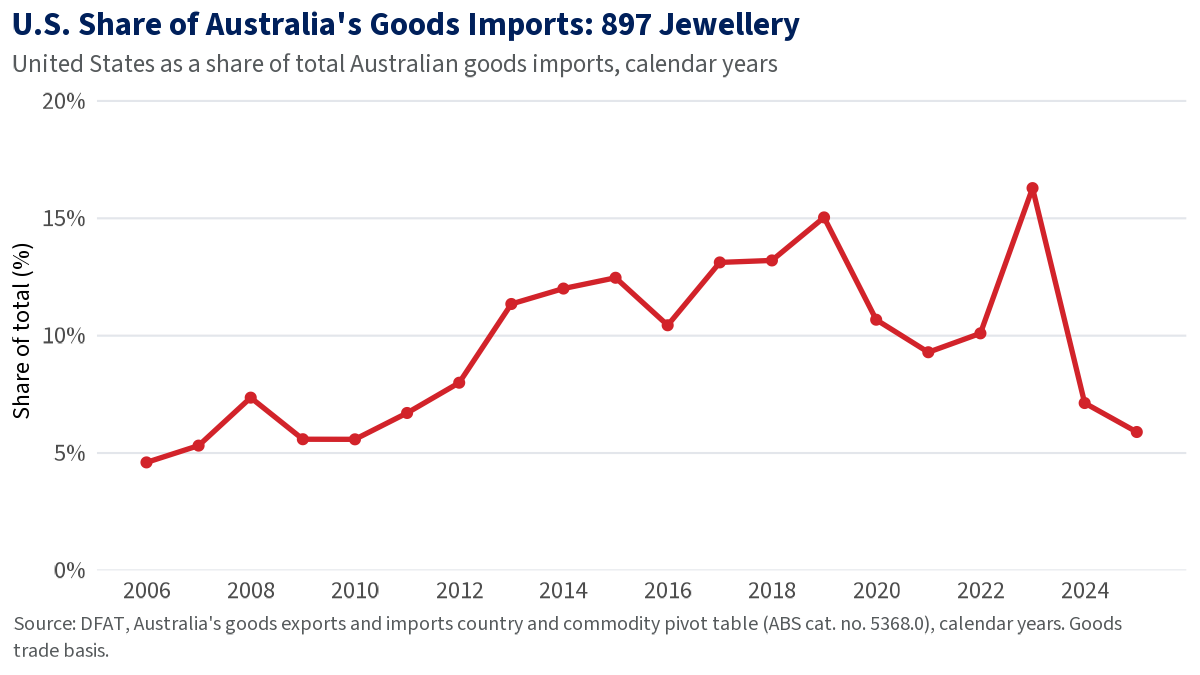 U.S. Share of Australia's Goods Imports: 897 Jewellery
United States as a share of total Australian goods imports, calendar years
20%
15%
10%
5%
0%
Share of total (%)
2006 2008 2010 2012 2014 2016 2018 2020 2022 2024
Source: DFAT, Australia's goods exports and imports country and commodity pivot table (ABS cat. no. 5368.0), calendar years. Goods
trade basis.